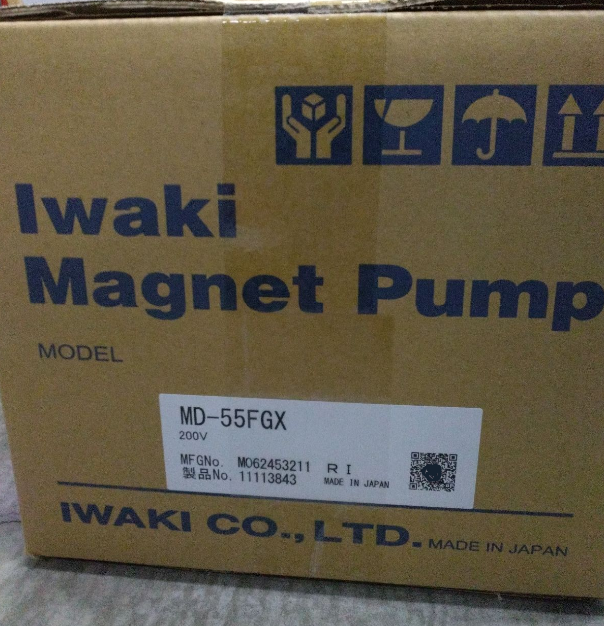 Iwaki
Magnet Pump
MODEL
MD-55FGX
200V
MFGNo. M062453211 R I
製品No. 11113843 MADE IN JAPAN
IWAKI CO., LTD. MADE IN JAPAN